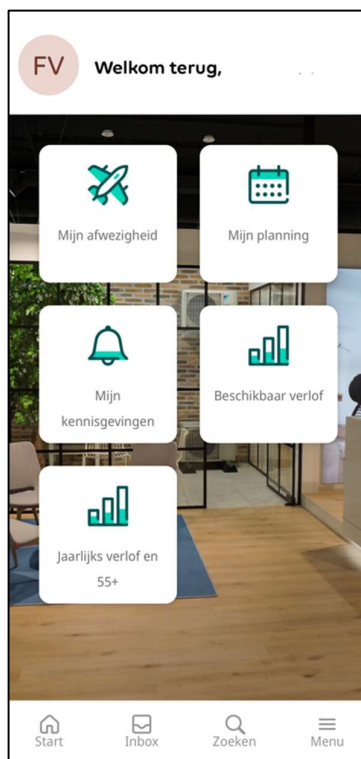 FV
Welkom terug,
Mijn afwezigheid
Mijn planning
Mijn
kennisgevingen
Beschikbaar verlof
Jaarlijks verlof en
55+
Start
Inbox
Zoeken
Menu